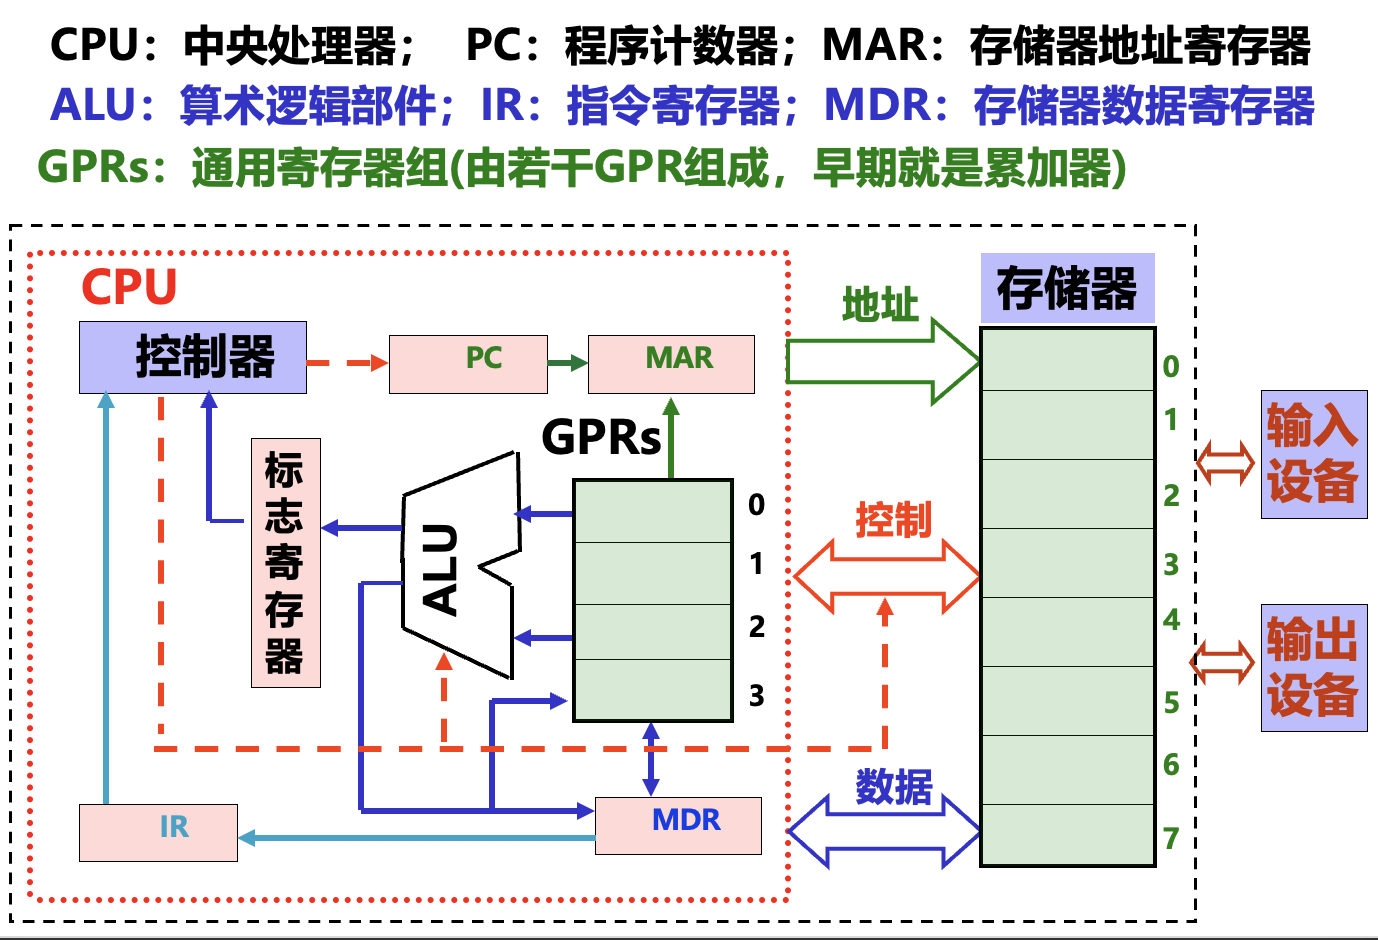 CPU：中央处理器； PC：程序计数器；MAR：存储器地址寄存器
ALU：算术逻辑部件；IR：指令寄存器；MDR：存储器数据寄存器
GPRs：通用寄存器组(由若干GPR组成，早期就是累加器)
CPU
存储器
地址
控制器
PC
MAR
0
1
2
3
4
5
6
7
输入
设备
GPRs
标
志
寄
存
器
ALU
0
1
2
3
控制
输出
设备
数据
IR
MDR